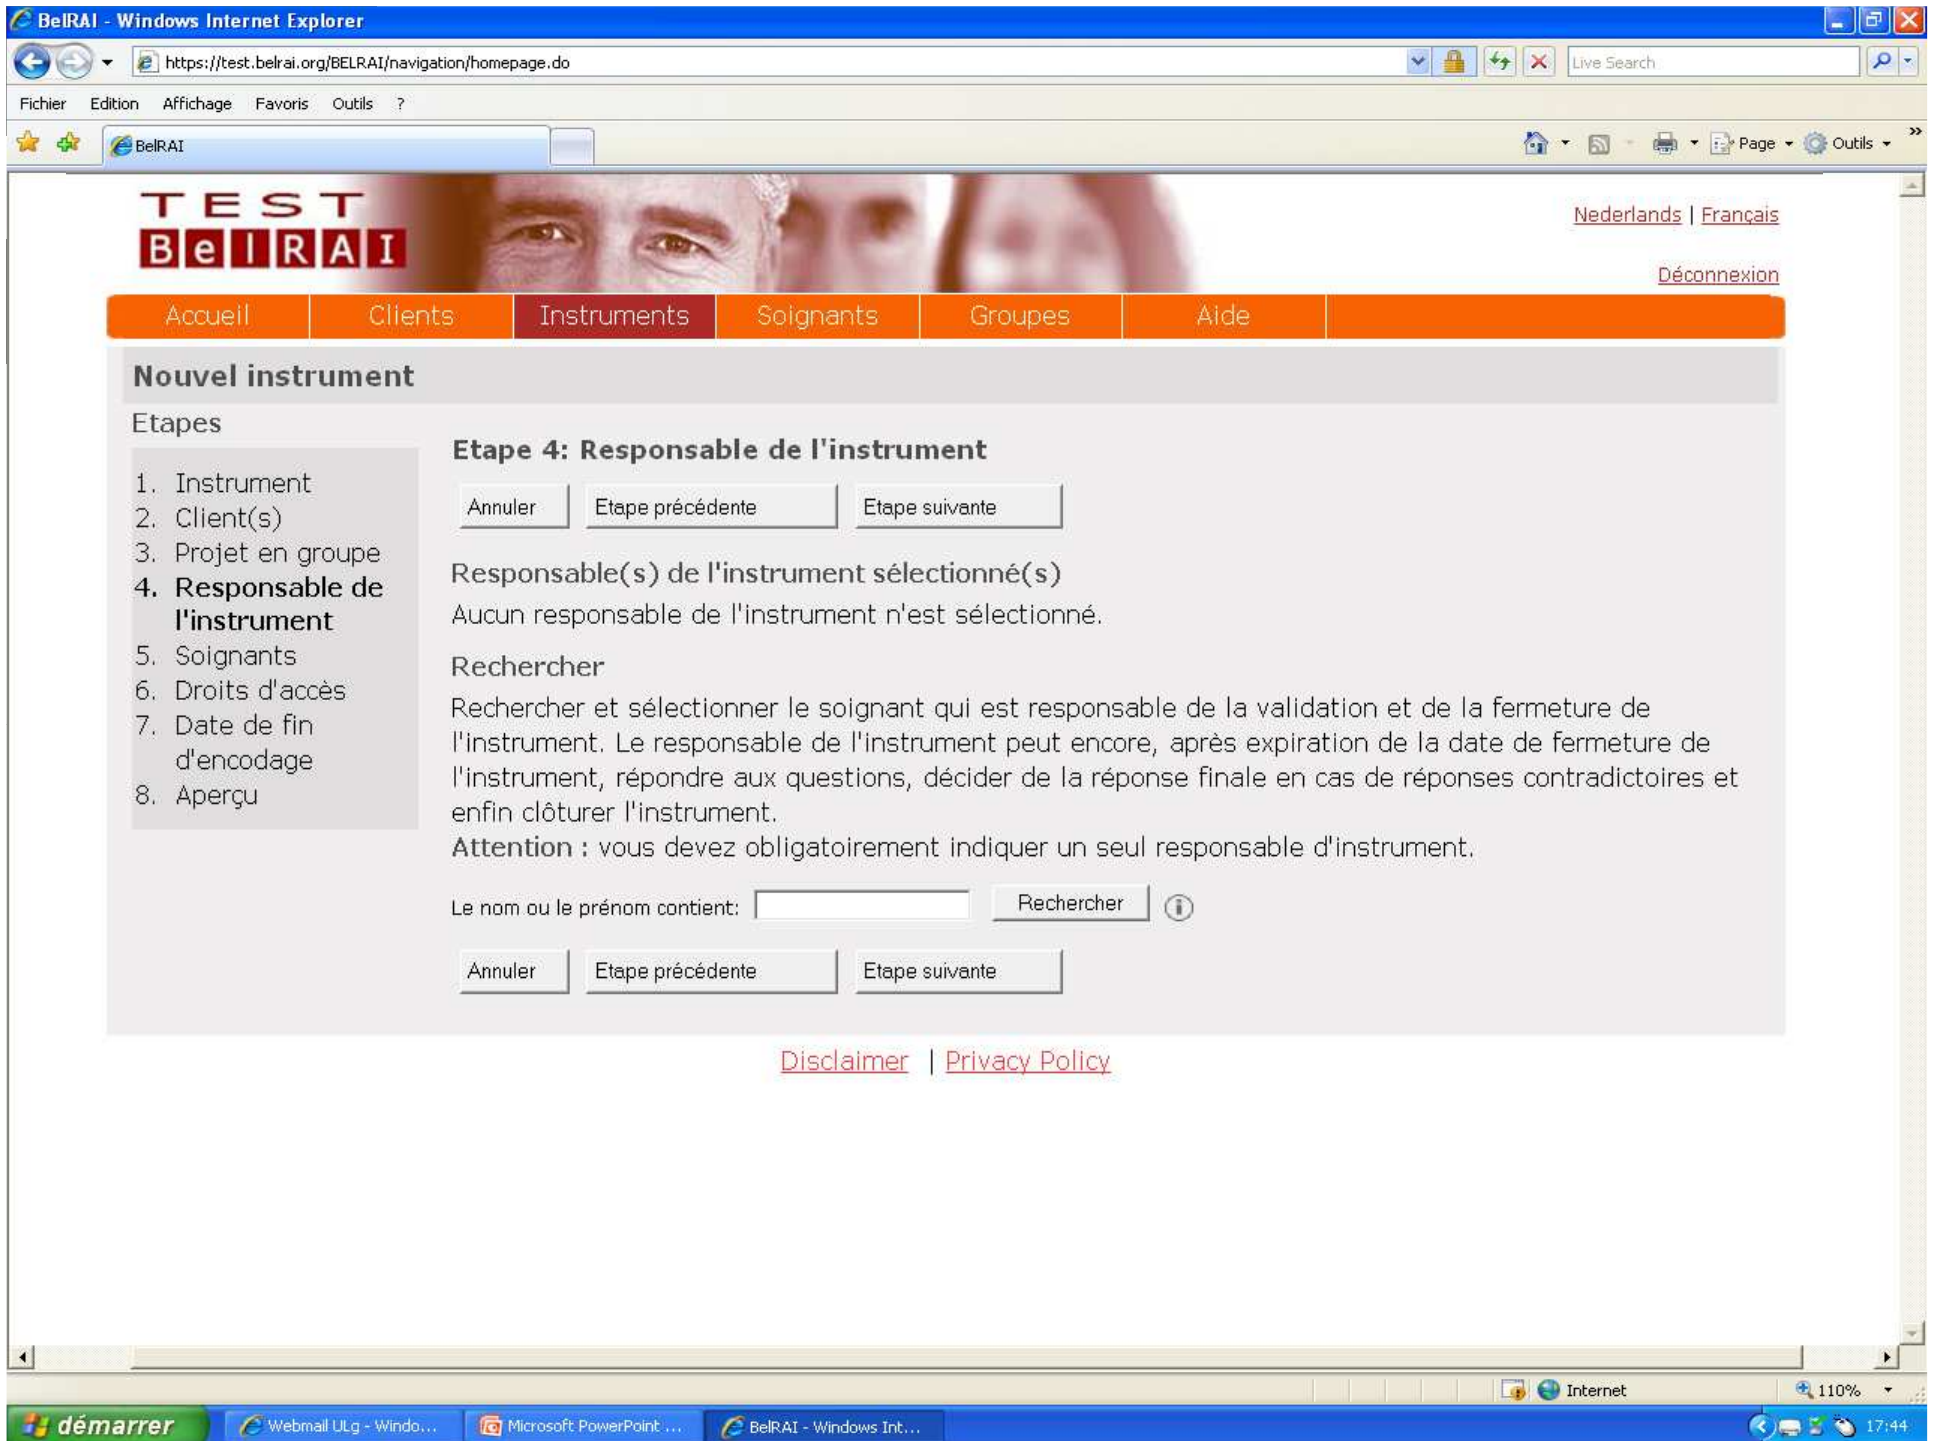 BelRAI - Windows Internet Explorer
https://test.belrai.org/BELRAI/navigation/homepage.do
Live Search
Fichier Edition Affichage Favoris Outils ?
BelRAI
Page Outils »
TEST
BelRAI
Nederlands | Français
Déconnexion
Accueil Clients Instruments Soignants Groupes Aide
Nouvel instrument
Etapes
1. Instrument
2. Client(s)
3. Projet en groupe
4. Responsable de
l'instrument
5. Soignants
6. Droits d'accès
7. Date de fin
d'encodage
8. Aperçu
Etape 4: Responsable de l'instrument
Annuler Etape précédente Etape suivante
Responsable(s) de l'instrument sélectionné(s)
Aucun responsable de l'instrument n'est sélectionné.
Rechercher
Rechercher et sélectionner le soignant qui est responsable de la validation et de la fermeture de
l'instrument. Le responsable de l'instrument peut encore, après expiration de la date de fermeture de
l'instrument, répondre aux questions, décider de la réponse finale en cas de réponses contradictoires et
enfin clôturer l'instrument.
Attention : vous devez obligatoirement indiquer un seul responsable d'instrument.
Le nom ou le prénom contient: Rechercher
Annuler Etape précédente Etape suivante
Disclaimer | Privacy Policy
Internet 110%
démarrer Webmail ULg - Windo... Microsoft PowerPoint ... BelRAI - Windows Int... 17:44